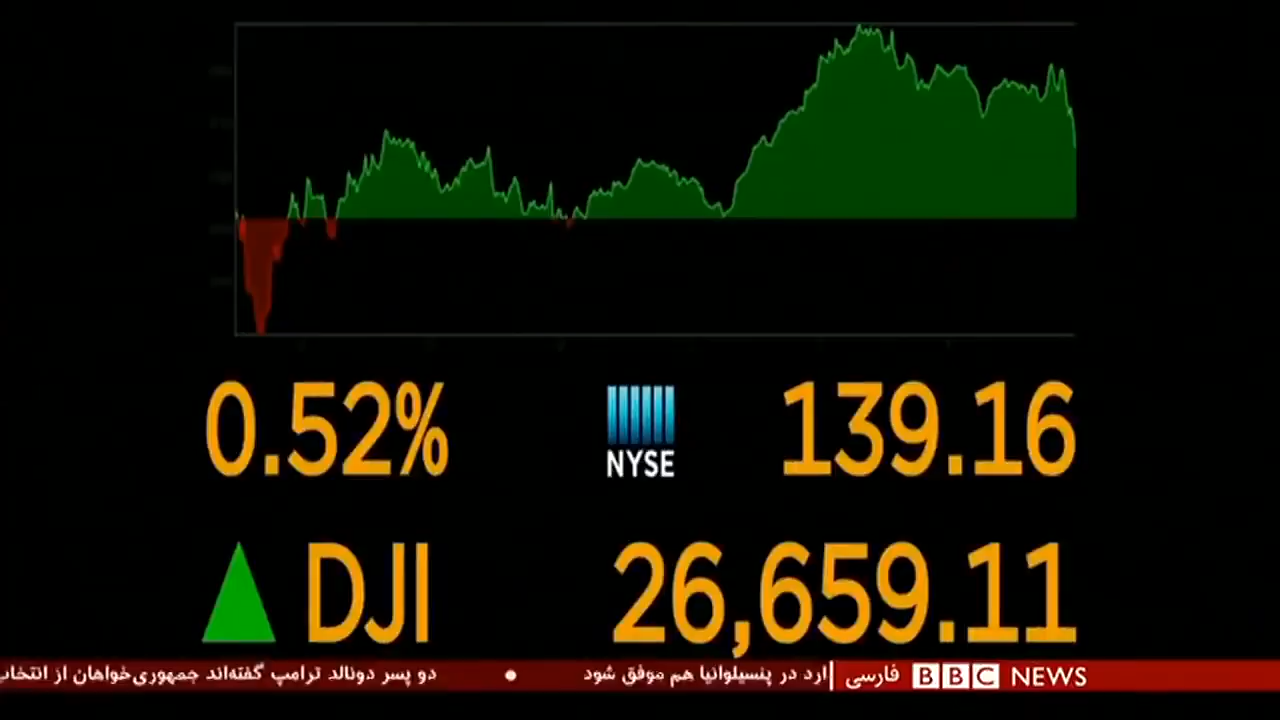 0.52%
NYSE
139.16
DJI
26,659.11
ارد در پنسیلوانیا هم موفق شود • دو پسر دونالد ترامپ گفته‌اند جمهوری‌خواهان از
BBC NEWS فارسی